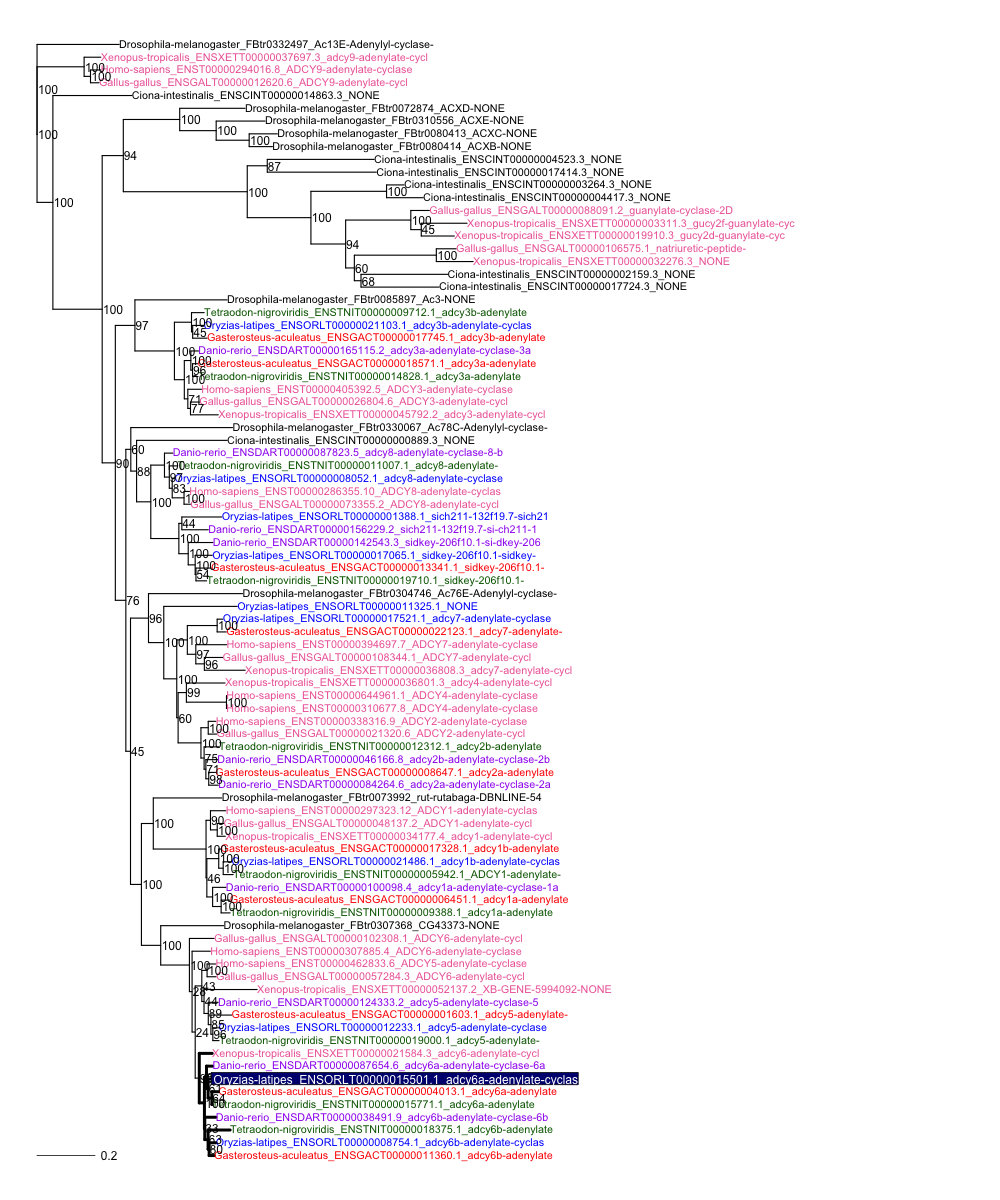 Drosophila-melanogaster_FBtr0332497_Ac13E-Adenylyl-cyclase-
Xenopus-tropicalis_ENSXETT00000037697.3_adcy9-adenylate-cycl
100
Homo-sapiens_ENST00000294016.8_ADCY9-adenylate-cyclase
100
Gallus-gallus_ENSGALT00000012620.6_ADCY9-adenylate-cycl
100
Ciona-intestinalis_ENSCINT00000014863.3_NONE
Drosophila-melanogaster_FBtr0072874_ACXD-NONE
100
Drosophila-melanogaster_FBtr0310556_ACXE-NONE
100
100
Drosophila-melanogaster_FBtr0080413_ACXC-NONE
100
Drosophila-melanogaster_FBtr0080414_ACXB-NONE
94
Ciona-intestinalis_ENSCINT00000004523.3_NONE
87
Ciona-intestinalis_ENSCINT00000017414.3_NONE
Ciona-intestinalis_ENSCINT00000003264.3_NONE
100
100
Ciona-intestinalis_ENSCINT00000004417.3_NONE
100
Gallus-gallus_ENSGALT00000088091.2_guanylate-cyclase-2D
100
100
Xenopus-tropicalis_ENSXETT00000003311.3_gucy2f-guanylate-cyc
45
Xenopus-tropicalis_ENSXETT00000019910.3_gucy2d-guanylate-cyc
94
Gallus-gallus_ENSGALT00000106575.1_natriuretic-peptide-
100
Xenopus-tropicalis_ENSXETT00000032276.3_NONE
60
Ciona-intestinalis_ENSCINT00000002159.3_NONE
68
Ciona-intestinalis_ENSCINT00000017724.3_NONE
Drosophila-melanogaster_FBtr0085897_Ac3-NONE
100
Tetraodon-nigroviridis_ENSTNIT00000009712.1_adcy3b-adenylate
97
100
Oryzias-latipes_ENSORLT00000021103.1_adcy3b-adenylate-cyclas
45
Gasterosteus-aculeatus_ENSGACT00000017745.1_adcy3b-adenylate
100
Danio-rerio_ENSDART00000165115.2_adcy3a-adenylate-cyclase-3a
100
Gasterosteus-aculeatus_ENSGACT00000018571.1_adcy3a-adenylate
96
Tetraodon-nigroviridis_ENSTNIT00000014828.1_adcy3a-adenylate
100
Homo-sapiens_ENST00000405392.5_ADCY3-adenylate-cyclase
71
Gallus-gallus_ENSGALT00000026804.6_ADCY3-adenylate-cycl
77
Xenopus-tropicalis_ENSXETT00000045792.2_adcy3-adenylate-cycl
Drosophila-melanogaster_FBtr0330067_Ac78C-Adenylyl-cyclase-
Ciona-intestinalis_ENSCINT00000000889.3_NONE
60
Danio-rerio_ENSDART00000087823.5_adcy8-adenylate-cyclase-8-b
90
100
Tetraodon-nigroviridis_ENSTNIT00000011007.1_adcy8-adenylate-
88
97
Oryzias-latipes_ENSORLT00000008052.1_adcy8-adenylate-cyclase
83
Homo-sapiens_ENST00000286355.10_ADCY8-adenylate-cyclas
100
100
Gallus-gallus_ENSGALT00000073355.2_ADCY8-adenylate-cycl
Oryzias-latipes_ENSORLT00000001388.1_sich211-132f19.7-sich21
44
Danio-rerio_ENSDART00000156229.2_sich211-132f19.7-si-ch211-1
100
Danio-rerio_ENSDART00000142543.3_sidkey-206f10.1-si-dkey-206
100
Oryzias-latipes_ENSORLT00000017065.1_sidkey-206f10.1-sidkey-
100
Gasterosteus-aculeatus_ENSGACT00000013341.1_sidkey-206f10.1-
54
Tetraodon-nigroviridis_ENSTNIT00000019710.1_sidkey-206f10.1-
Drosophila-melanogaster_FBtr0304746_Ac76E-Adenylyl-cyclase-
76
Oryzias-latipes_ENSORLT00000011325.1_NONE
96
Oryzias-latipes_ENSORLT00000017521.1_adcy7-adenylate-cyclase
100
Gasterosteus-aculeatus_ENSGACT00000022123.1_adcy7-adenylate-
100
100
Homo-sapiens_ENST00000394697.7_ADCY7-adenylate-cyclase
97
Gallus-gallus_ENSGALT00000108344.1_ADCY7-adenylate-cycl
96
Xenopus-tropicalis_ENSXETT00000036808.3_adcy7-adenylate-cycl
100
Xenopus-tropicalis_ENSXETT00000036801.3_adcy4-adenylate-cycl
99
Homo-sapiens_ENST00000644961.1_ADCY4-adenylate-cyclase
100
Homo-sapiens_ENST00000310677.8_ADCY4-adenylate-cyclase
60
Homo-sapiens_ENST00000338316.9_ADCY2-adenylate-cyclase
100
Gallus-gallus_ENSGALT00000021320.6_ADCY2-adenylate-cycl
100
Tetraodon-nigroviridis_ENSTNIT00000012312.1_adcy2b-adenylate
45
75
Danio-rerio_ENSDART00000046166.8_adcy2b-adenylate-cyclase-2b
71
Gasterosteus-aculeatus_ENSGACT00000008647.1_adcy2a-adenylate
98
Danio-rerio_ENSDART00000084264.6_adcy2a-adenylate-cyclase-2a
Drosophila-melanogaster_FBtr0073992_rut-rutabaga-DBNLINE-54
Homo-sapiens_ENST00000297323.12_ADCY1-adenylate-cyclas
100
90
Gallus-gallus_ENSGALT00000048137.2_ADCY1-adenylate-cycl
100
Xenopus-tropicalis_ENSXETT00000034177.4_adcy1-adenylate-cycl
100
Gasterosteus-aculeatus_ENSGACT00000017328.1_adcy1b-adenylate
100
Oryzias-latipes_ENSORLT00000021486.1_adcy1b-adenylate-cyclas
100
Tetraodon-nigroviridis_ENSTNIT00000005942.1_ADCY1-adenylate-
46
100
Danio-rerio_ENSDART00000100098.4_adcy1a-adenylate-cyclase-1a
100
Gasterosteus-aculeatus_ENSGACT00000006451.1_adcy1a-adenylate
100
Tetraodon-nigroviridis_ENSTNIT00000009388.1_adcy1a-adenylate
Drosophila-melanogaster_FBtr0307368_CG43373-NONE
Gallus-gallus_ENSGALT00000102308.1_ADCY6-adenylate-cycl
100
Homo-sapiens_ENST00000307885.4_ADCY6-adenylate-cyclase
100
Homo-sapiens_ENST00000462833.6_ADCY5-adenylate-cyclase
100
Gallus-gallus_ENSGALT00000057284.3_ADCY6-adenylate-cycl
43
28
Xenopus-tropicalis_ENSXETT00000052137.2_XB-GENE-5994092-NONE
44
Danio-rerio_ENSDART00000124333.2_adcy5-adenylate-cyclase-5
89
Gasterosteus-aculeatus_ENSGACT00000001603.1_adcy5-adenylate-
85
Oryzias-latipes_ENSORLT00000012233.1_adcy5-adenylate-cyclase
24
96
Tetraodon-nigroviridis_ENSTNIT00000019000.1_adcy5-adenylate-
Xenopus-tropicalis_ENSXETT00000021584.3_adcy6-adenylate-cycl
Danio-rerio_ENSDART00000087654.6_adcy6a-adenylate-cyclase-6a
Oryzias-latipes_ENSORLT00000015501.1_adcy6a-adenylate-cyclas
Gasterosteus-aculeatus_ENSGACT00000004013.1_adcy6a-adenylate
Tetraodon-nigroviridis_ENSTNIT00000015771.1_adcy6a-adenylate
Danio-rerio_ENSDART00000038491.9_adcy6b-adenylate-cyclase-6b
Tetraodon-nigroviridis_ENSTNIT00000018375.1_adcy6b-adenylate
63
Oryzias-latipes_ENSORLT00000008754.1_adcy6b-adenylate-cyclas
80
Gasterosteus-aculeatus_ENSGACT00000011360.1_adcy6b-adenylate
0.2